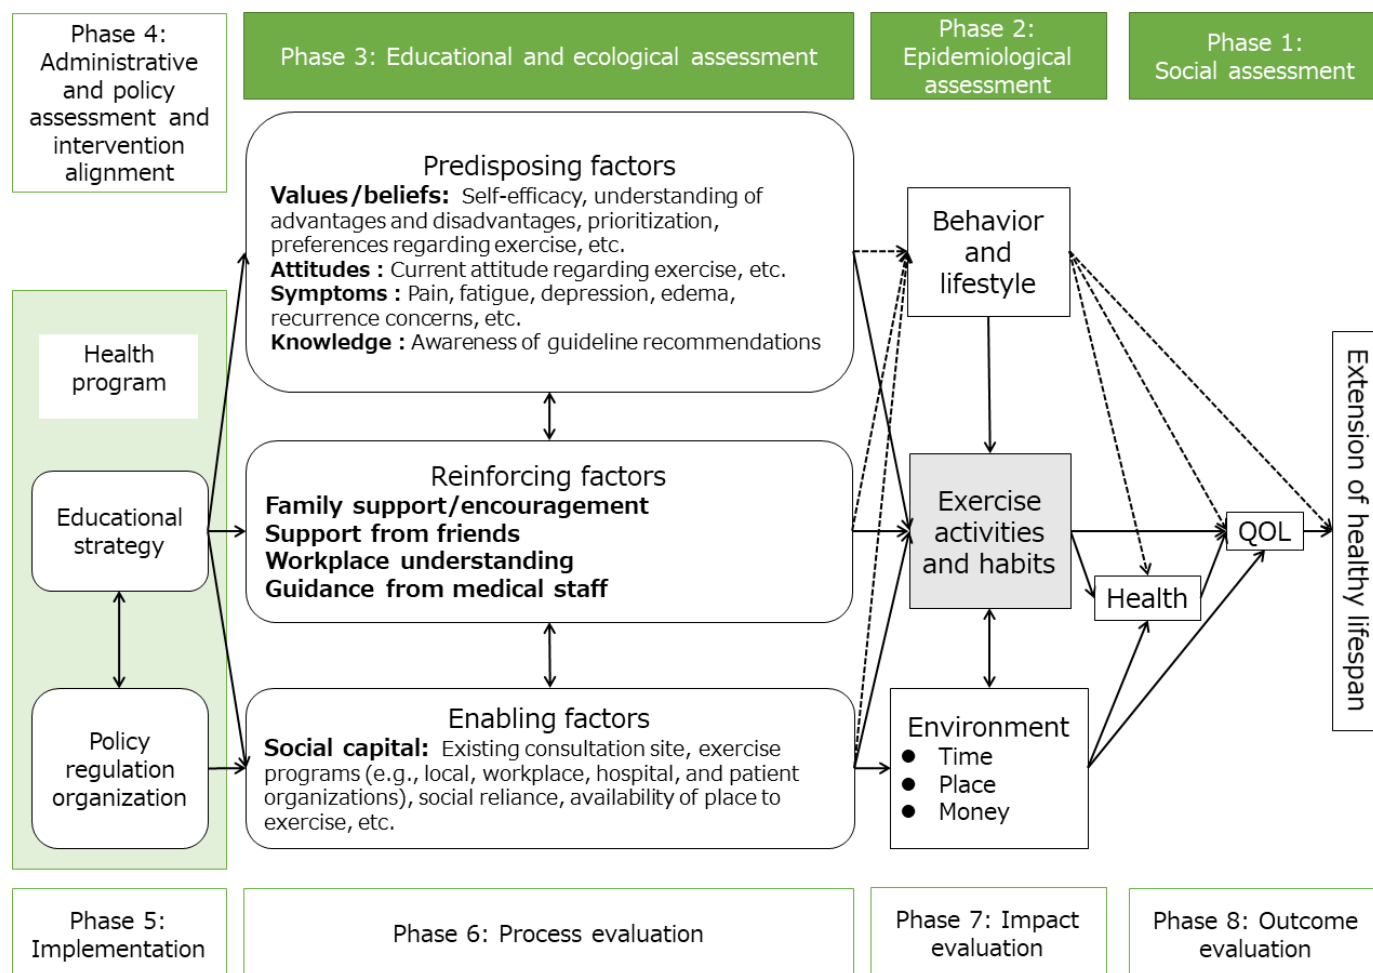 Phase 4:
Administrative
and policy
assessment and
intervention
alignment
Phase 3: Educational and ecological assessment
Phase 2:
Epidemiological
assessment
Phase 1:
Social assessment
Health
program
Educational
strategy
Policy
regulation
organization
Predisposing factors
Values/beliefs: Self-efficacy, understanding of
advantages and disadvantages, prioritization,
preferences regarding exercise, etc.
Attitudes : Current attitude regarding exercise, etc.
Symptoms : Pain, fatigue, depression, edema,
recurrence concerns, etc.
Knowledge : Awareness of guideline recommendations
Reinforcing factors
Family support/encouragement
Support from friends
Workplace understanding
Guidance from medical staff
Enabling factors
Social capital: Existing consultation site, exercise
programs (e.g., local, workplace, hospital, and patient
organizations), social reliance, availability of place to
exercise, etc.
Behavior
and
lifestyle
Exercise
activities
and habits
Environment
● Time
● Place
● Money
Health
QOL
Extension of healthy lifespan
Phase 5:
Implementation
Phase 6: Process evaluation
Phase 7: Impact
evaluation
Phase 8: Outcome
evaluation